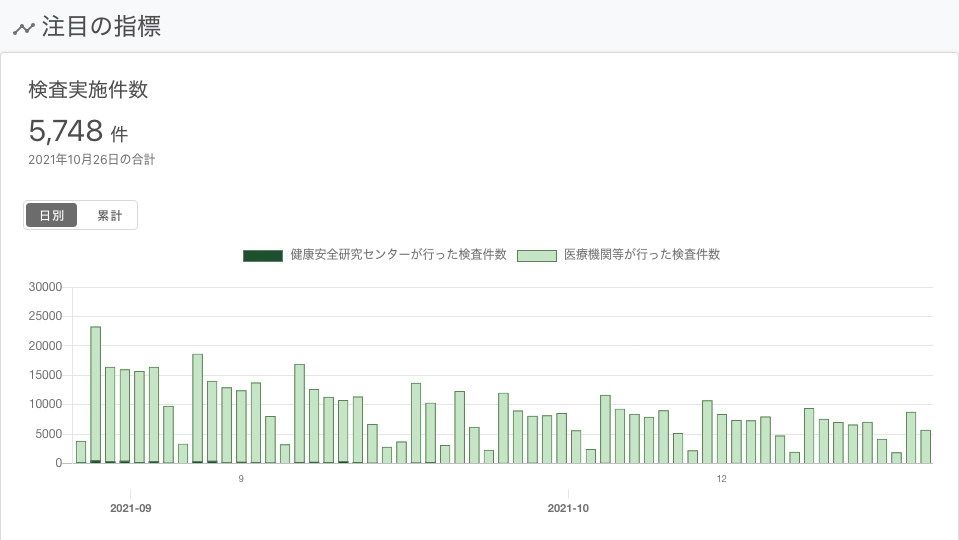 注目の指標
検査実施件数
5,748 件
2021年10月26日の合計
日別 累計
健康安全研究センターが行った検査件数 医療機関等が行った検査件数
30000
25000
20000
15000
10000
5000
0
9 12
2021-09 2021-10